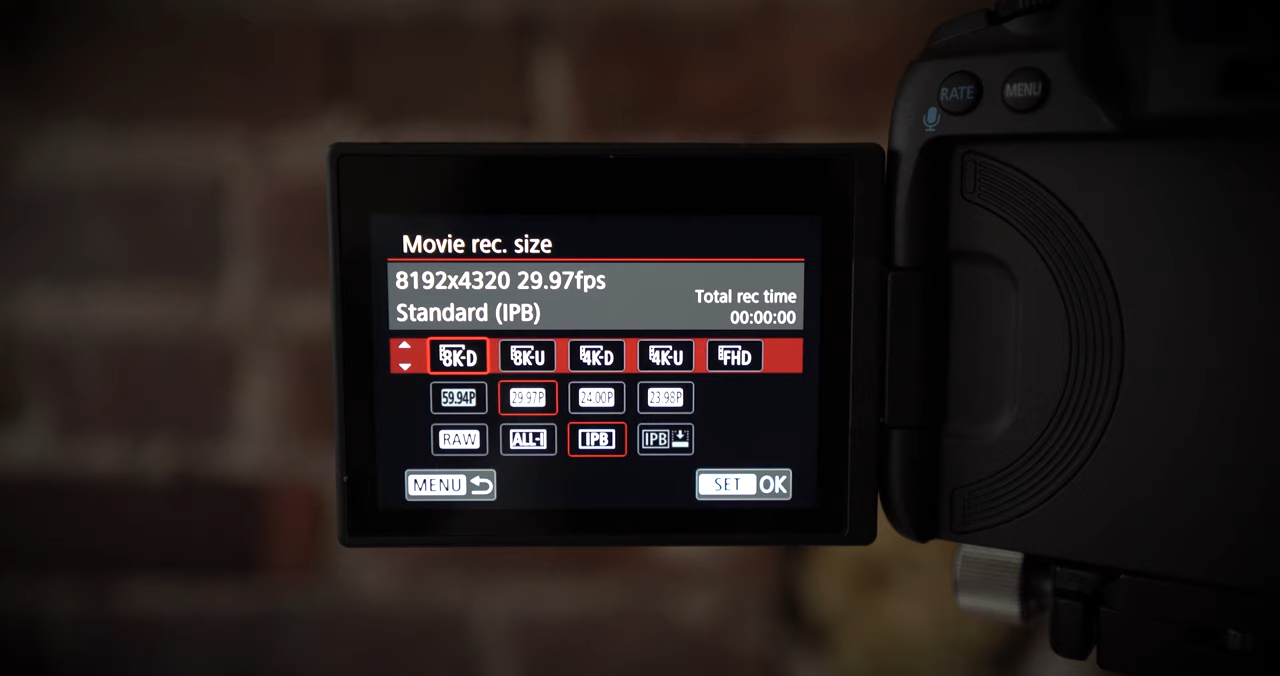 RATE
MENU
Movie rec. size
8192x4320 29.97fps
Standard (IPB)
Total rec time
00:00:00
8K-D 8K-U 4K-D 4K-U FHD
59.94P 29.97P 24.00P 23.98P
RAW ALL-I IPB IPB
MENU SET OK